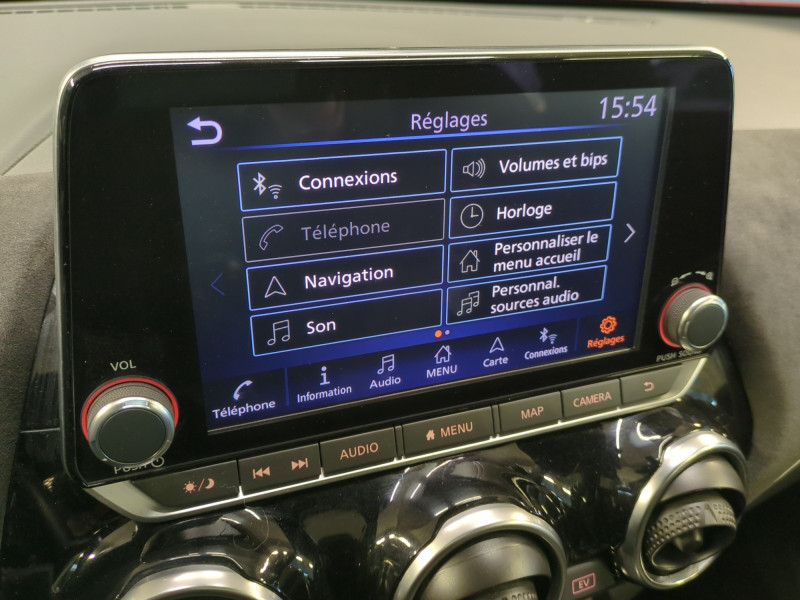 Réglages
15:54
Connexions
Volumes et bips
Téléphone
Horloge
Navigation
Personnaliser le
menu accueil
Son
Personnal.
sources audio
Téléphone
Information
Audio
MENU
Carte
Connexions
Réglages
VOL
PUSH
PUSH SOUND
AUDIO
MENU
MAP
CAMERA
EV